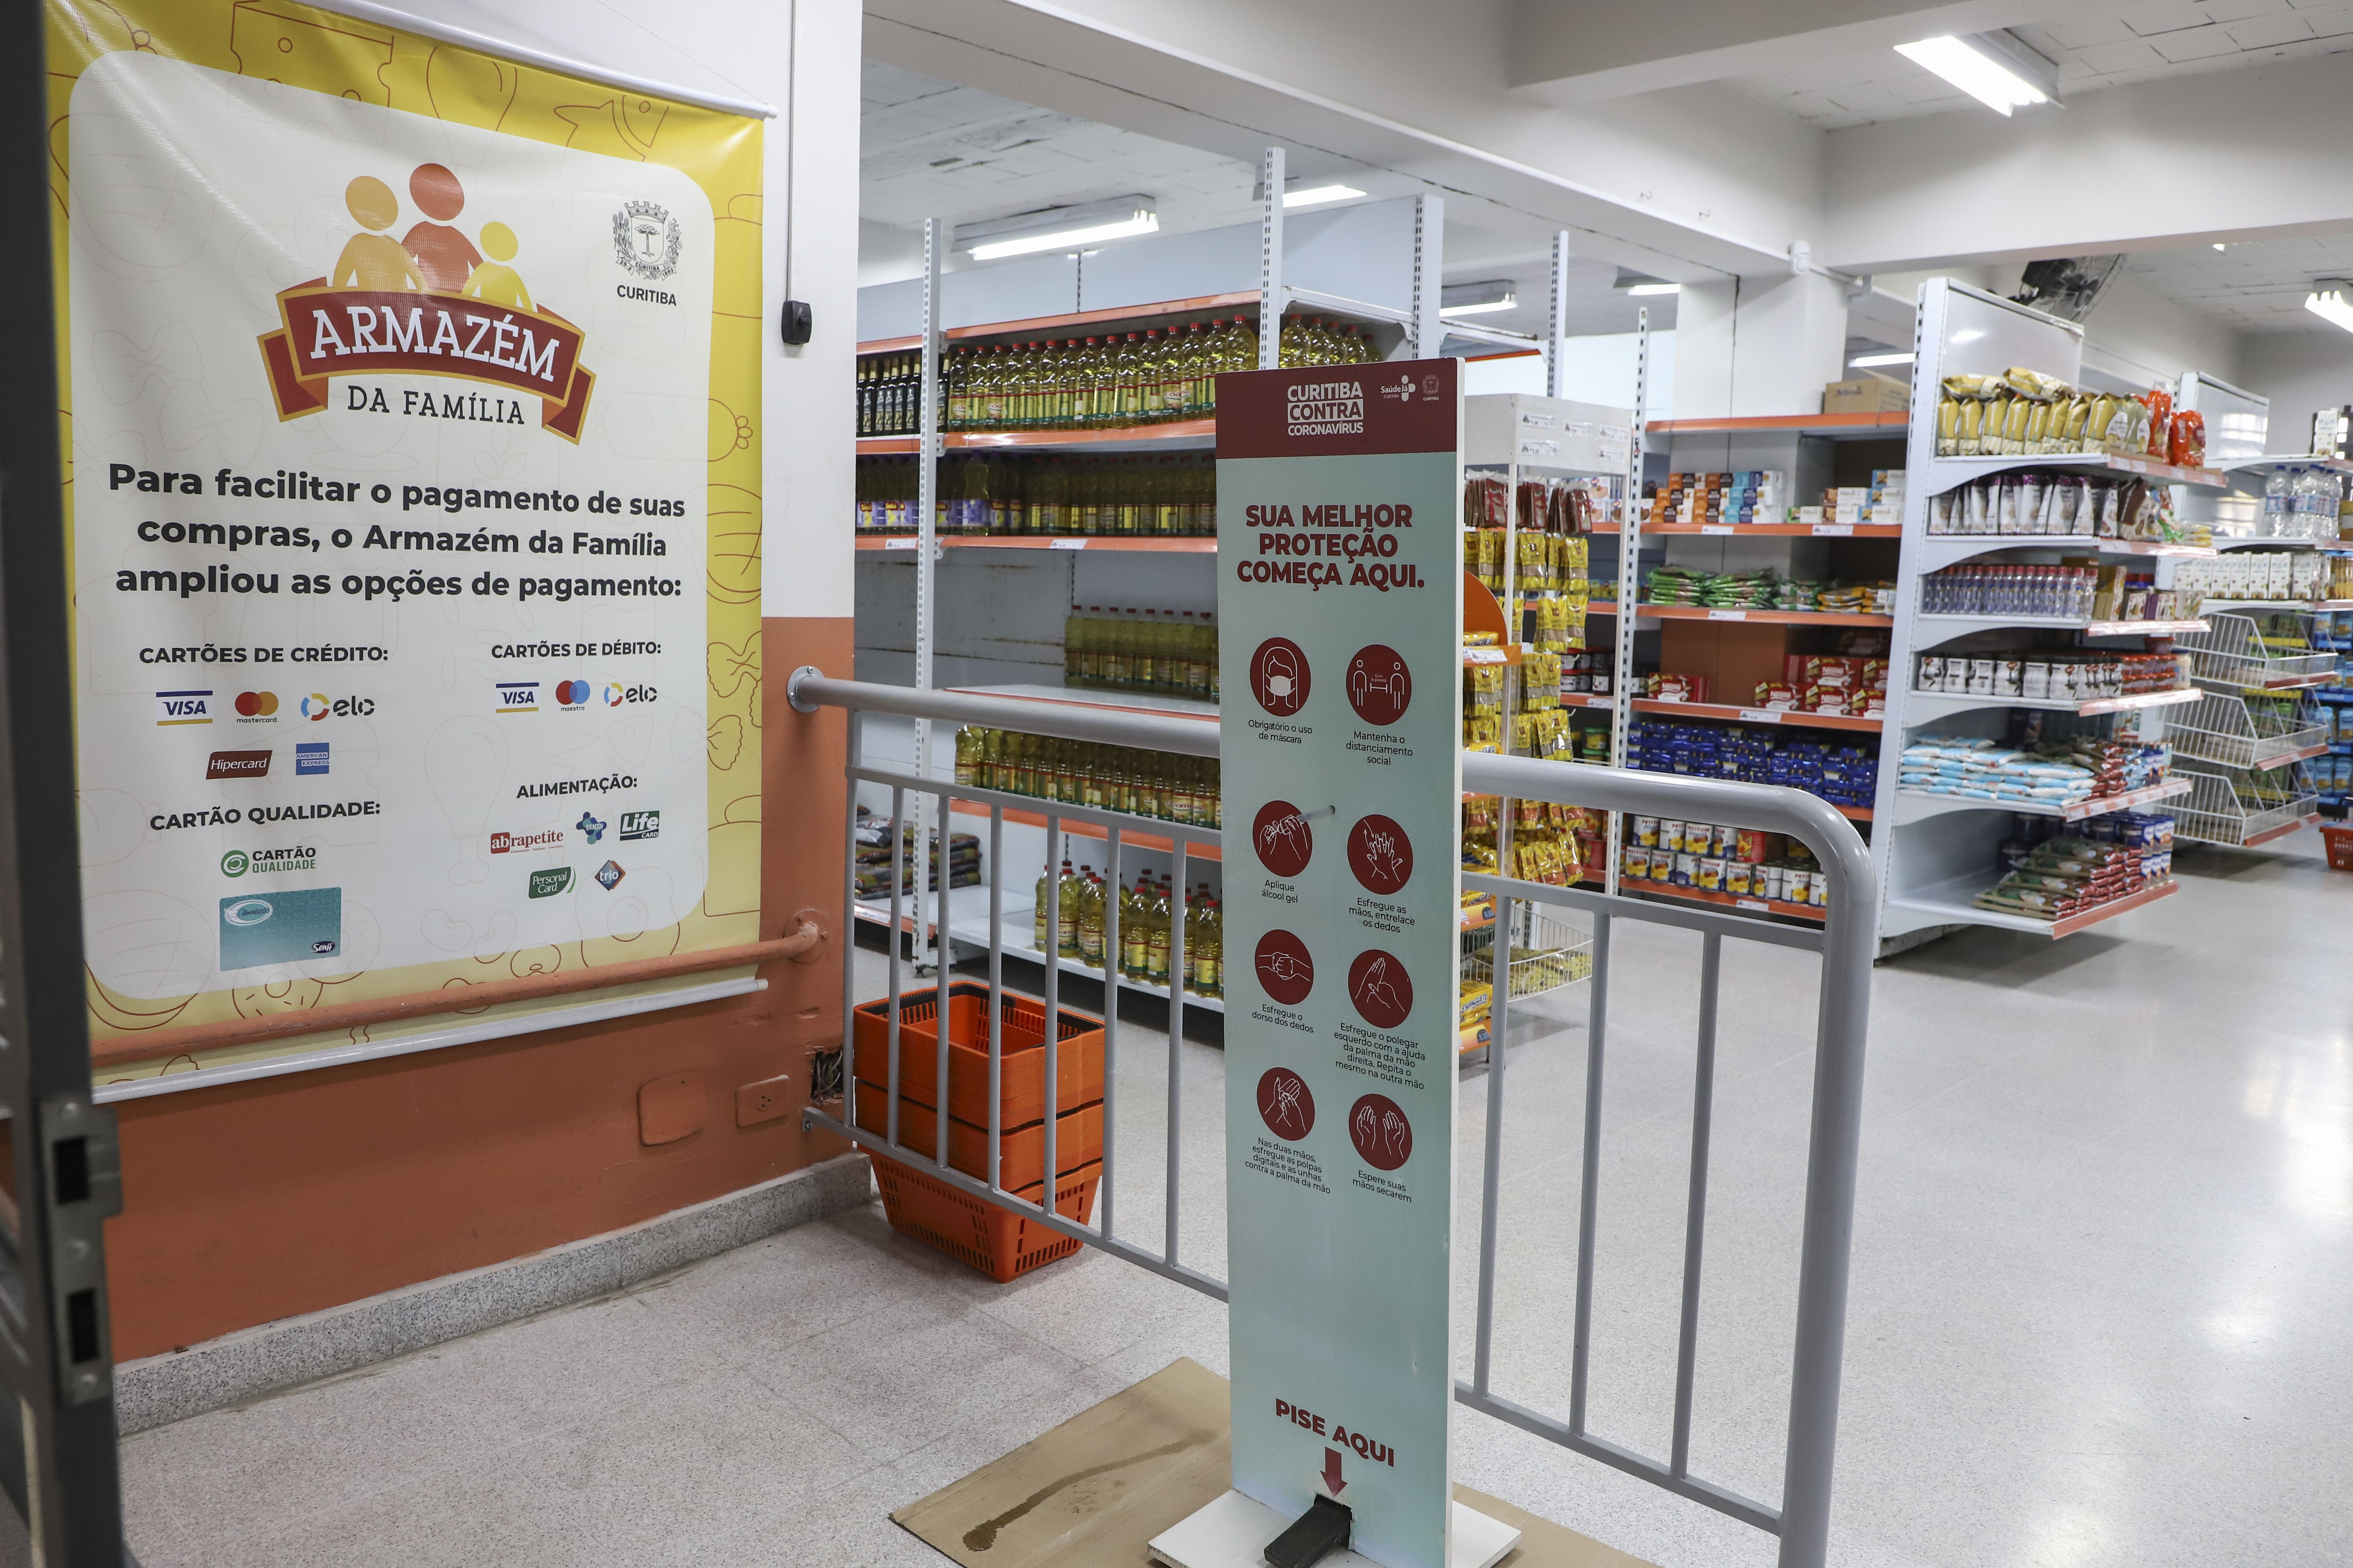 ARMAZÉM
DA FAMÍLIA
CURITIBA
Para facilitar o pagamento de suas
compras, o Armazém da Família
ampliou as opções de pagamento:
CARTÕES DE CRÉDITO:
VISA
mastercard.
elo
Hipercard
AMERICAN
EXPRESS
CARTÃO QUALIDADE:
CARTÃO
QUALIDADE
Senff
CARTÕES DE DÉBITO:
VISA
maestro
elo
ALIMENTAÇÃO:
abrapetite
Life
CARD
Personal
Card
trio
CURITIBA
CONTRA
CORONAVÍRUS
Saúde Já
CURITIBA
CURITIBA
SUA MELHOR
PROTEÇÃO
COMEÇA AQUI.
Obrigatório o uso
de máscara
Mantenha o
distanciamento
social
Aplique
álcool gel
Esfregue as
mãos, entrelace
os dedos
Esfregue o
dorso dos dedos
Esfregue o polegar
esquerdo com a ajuda
da palma da mão
direita. Repita o
mesmo na outra mão
Nas duas mãos,
esfregue as polpas
digitais e as unhas
contra a palma da mão
Espere suas
mãos secarem
PISE AQUI